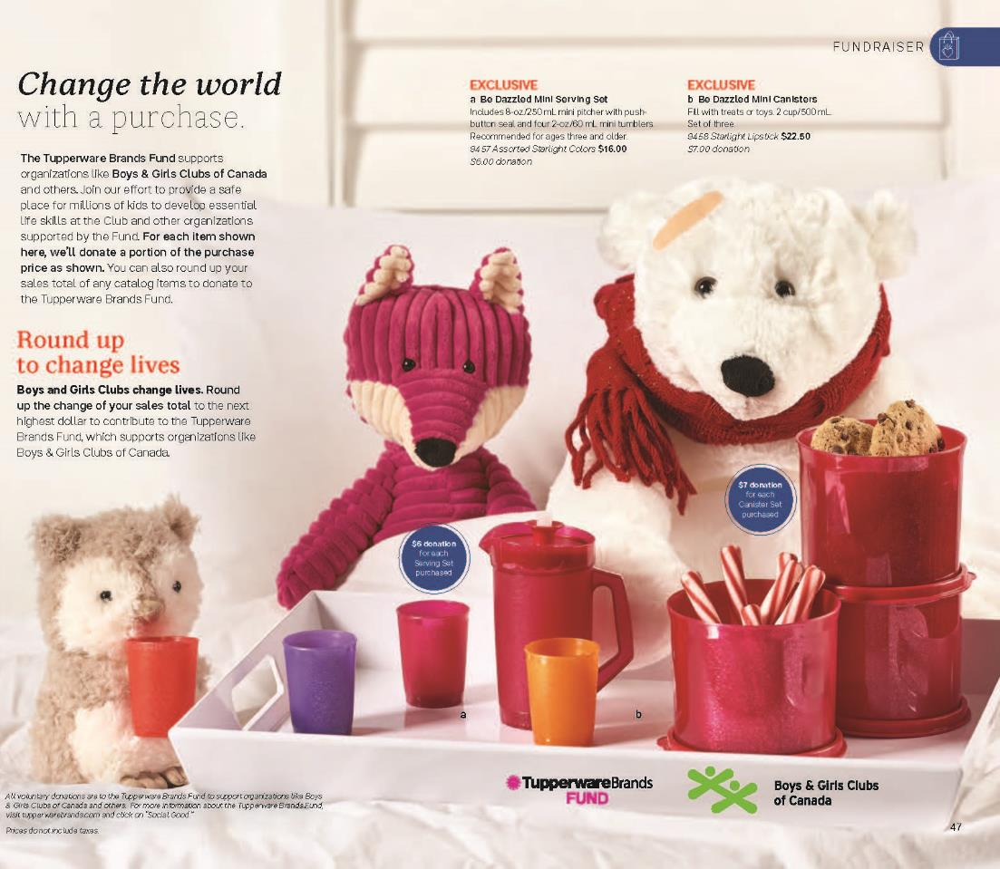 FUNDRAISER
Change the world
with a purchase.
The Tupperware Brands Fund supports
organizations like Boys & Girls Clubs of Canada
and others. Join our effort to provide a safe
place for millions of kids to develop essential
life skills at the Club and other organizations
supported by the Fund. For each item shown
here, we'll donate a portion of the purchase
price as shown. You can also round up your
sales total of any catalog items to donate to
the Tupperware Brands Fund.
Round up
to change lives
Boys and Girls Clubs change lives. Round
up the change of your sales total to the next
highest dollar to contribute to the Tupperware
Brands Fund, which supports organizations like
Boys & Girls Clubs of Canada.
EXCLUSIVE
a Be Dazzled Mini Serving Set
Includes 8-oz./250 mL mini pitcher with push-
button seal and four 2-oz/60 mL mini tumblers.
Recommended for ages three and older.
9457 Assorted Starlight Colors $16.00
$6.00 donation
EXCLUSIVE
b Be Dazzled Mini Canisters
Fill with treats or toys. 2 cup/500 mL.
Set of three.
9458 Starlight Lipstick $22.50
$7.00 donation
$7 donation
for each
Canister Set
purchased
$6 donation
for each
Serving Set
purchased
a
b
TupperwareBrands
FUND
Boys & Girls Clubs
of Canada
All voluntary donations are to the Tupperware Brands Fund to support organizations like Boys
& Girls Clubs of Canada and others. For more information about the Tupperware Brands Fund,
visit tupperwarebrands.com and click on "Social Good."
Prices do not include taxes.
47